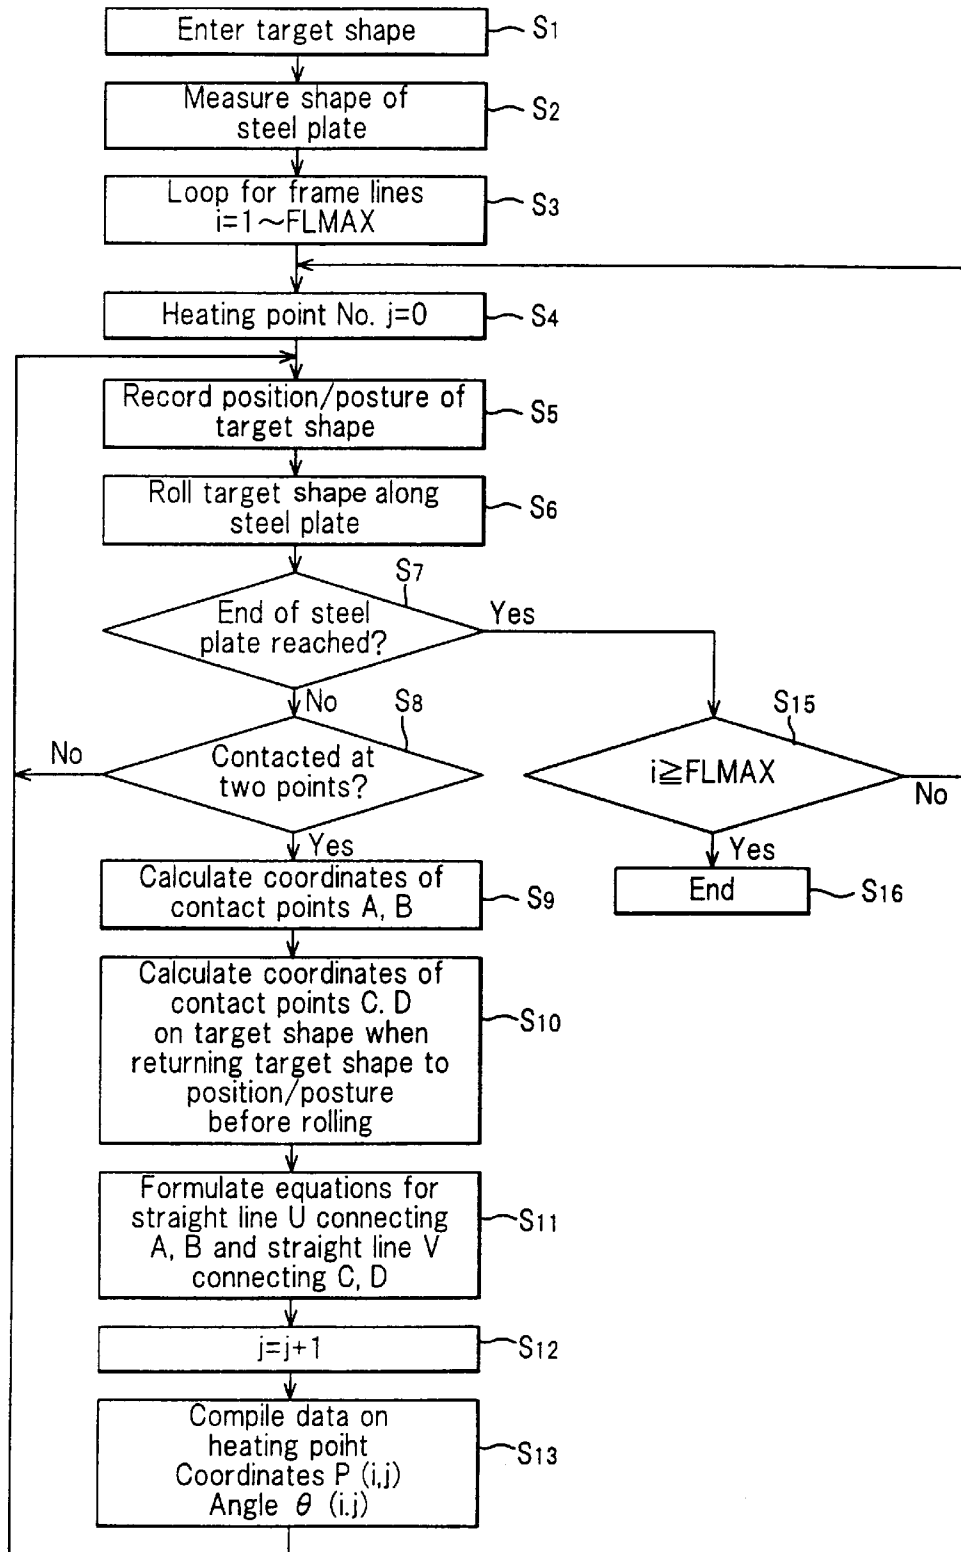 Enter target shape
S1
Measure shape of
steel plate
S2
Loop for frame lines
i=1~FLMAX
S3
Heating point No. j=0
S4
Record position/posture of
target shape
S5
Roll target shape along
steel plate
S6
S7
End of steel
plate reached?
Yes
No
S8
Contacted at
two points?
No
Yes
S15
i≧FLMAX
No
Yes
End
S16
Calculate coordinates of
contact points A, B
S9
Calculate coordinates of
contact points C. D
on target shape when
returning target shape to
position/posture
before rolling
S10
Formulate equations for
straight line U connecting
A, B and straight line V
connecting C, D
S11
j=j+1
S12
Compile data on
heating poiht
Coordinates P (i,j)
Angle θ (i.j)
S13